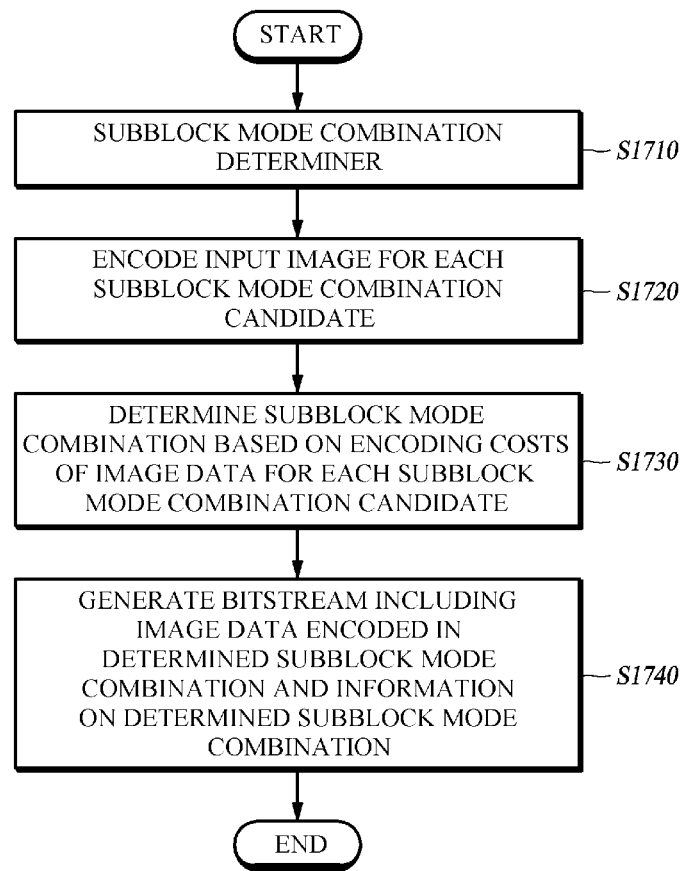 START
SUBBLOCK MODE COMBINATION
DETERMINER
S1710
ENCODE INPUT IMAGE FOR EACH
SUBBLOCK MODE COMBINATION
CANDIDATE
S1720
DETERMINE SUBBLOCK MODE
COMBINATION BASED ON ENCODING COSTS
OF IMAGE DATA FOR EACH SUBBLOCK
MODE COMBINATION CANDIDATE
S1730
GENERATE BITSTREAM INCLUDING
IMAGE DATA ENCODED IN
DETERMINED SUBBLOCK MODE
COMBINATION AND INFORMATION
ON DETERMINED SUBBLOCK MODE
COMBINATION
S1740
END